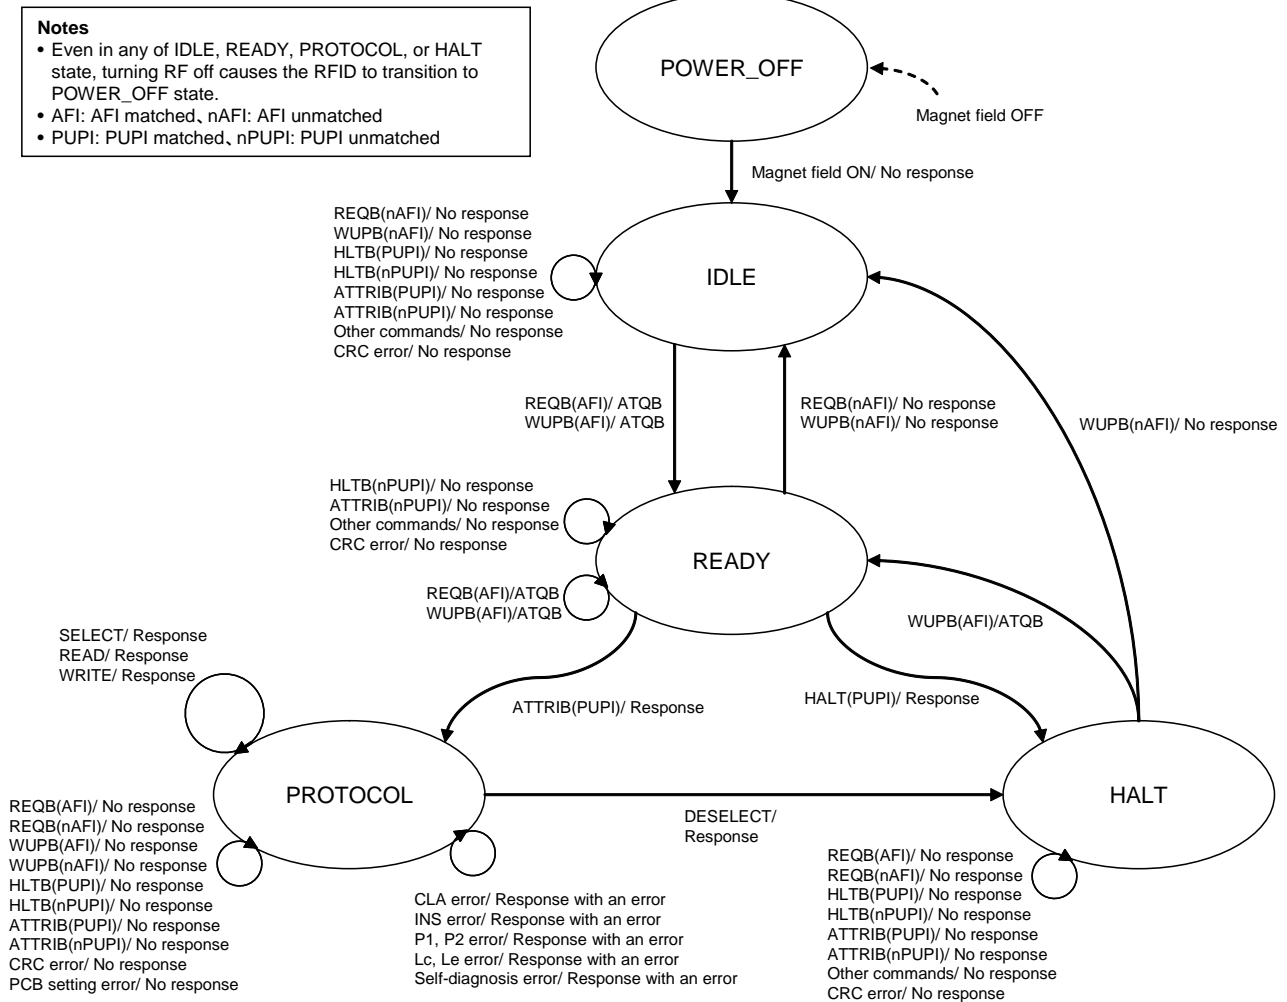 Notes
• Even in any of IDLE, READY, PROTOCOL, or HALT
state, turning RF off causes the RFID to transition to
POWER_OFF state.
• AFI: AFI matched、nAFI: AFI unmatched
• PUPI: PUPI matched、nPUPI: PUPI unmatched
POWER_OFF
Magnet field OFF
Magnet field ON/ No response
REQB(nAFI)/ No response
WUPB(nAFI)/ No response
HLTB(PUPI)/ No response
HLTB(nPUPI)/ No response
ATTRIB(PUPI)/ No response
ATTRIB(nPUPI)/ No response
Other commands/ No response
CRC error/ No response
IDLE
REQB(AFI)/ ATQB
WUPB(AFI)/ ATQB
REQB(nAFI)/ No response
WUPB(nAFI)/ No response
WUPB(nAFI)/ No response
HLTB(nPUPI)/ No response
ATTRIB(nPUPI)/ No response
Other commands/ No response
CRC error/ No response
READY
REQB(AFI)/ATQB
WUPB(AFI)/ATQB
WUPB(AFI)/ATQB
SELECT/ Response
READ/ Response
WRITE/ Response
ATTRIB(PUPI)/ Response
HALT(PUPI)/ Response
PROTOCOL
HALT
DESELECT/
Response
REQB(AFI)/ No response
REQB(nAFI)/ No response
WUPB(AFI)/ No response
WUPB(nAFI)/ No response
HLTB(PUPI)/ No response
HLTB(nPUPI)/ No response
ATTRIB(PUPI)/ No response
ATTRIB(nPUPI)/ No response
CRC error/ No response
PCB setting error/ No response
CLA error/ Response with an error
INS error/ Response with an error
P1, P2 error/ Response with an error
Lc, Le error/ Response with an error
Self-diagnosis error/ Response with an error
REQB(AFI)/ No response
REQB(nAFI)/ No response
HLTB(PUPI)/ No response
HLTB(nPUPI)/ No response
ATTRIB(PUPI)/ No response
ATTRIB(nPUPI)/ No response
Other commands/ No response
CRC error/ No response